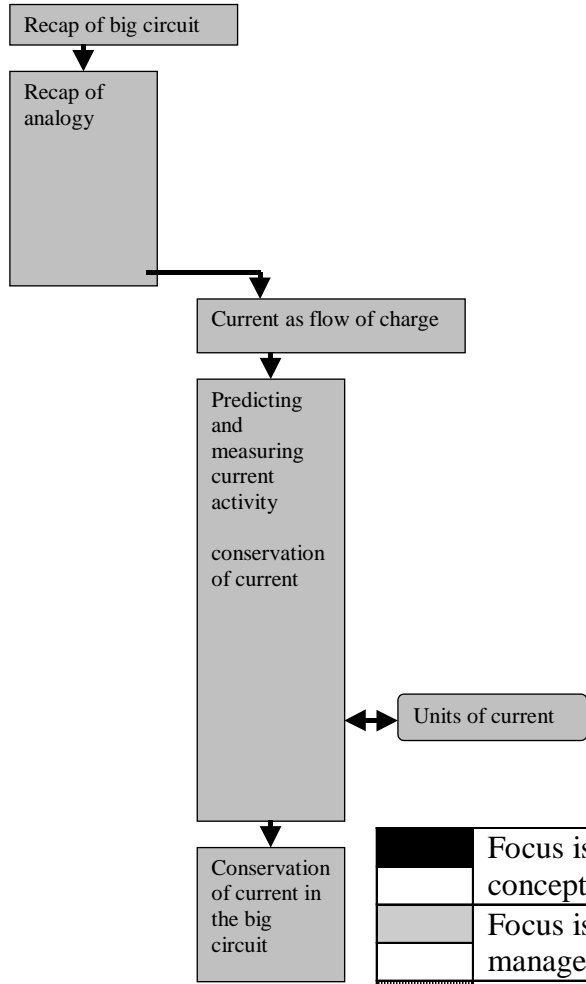 Recap of big circuit
Recap of
analogy
Current as flow of charge
Predicting
and
measuring
current
activity
conservation
of current
Units of current
Conservation
of current in
the big
circuit
Focus is
concept
Focus is
manage